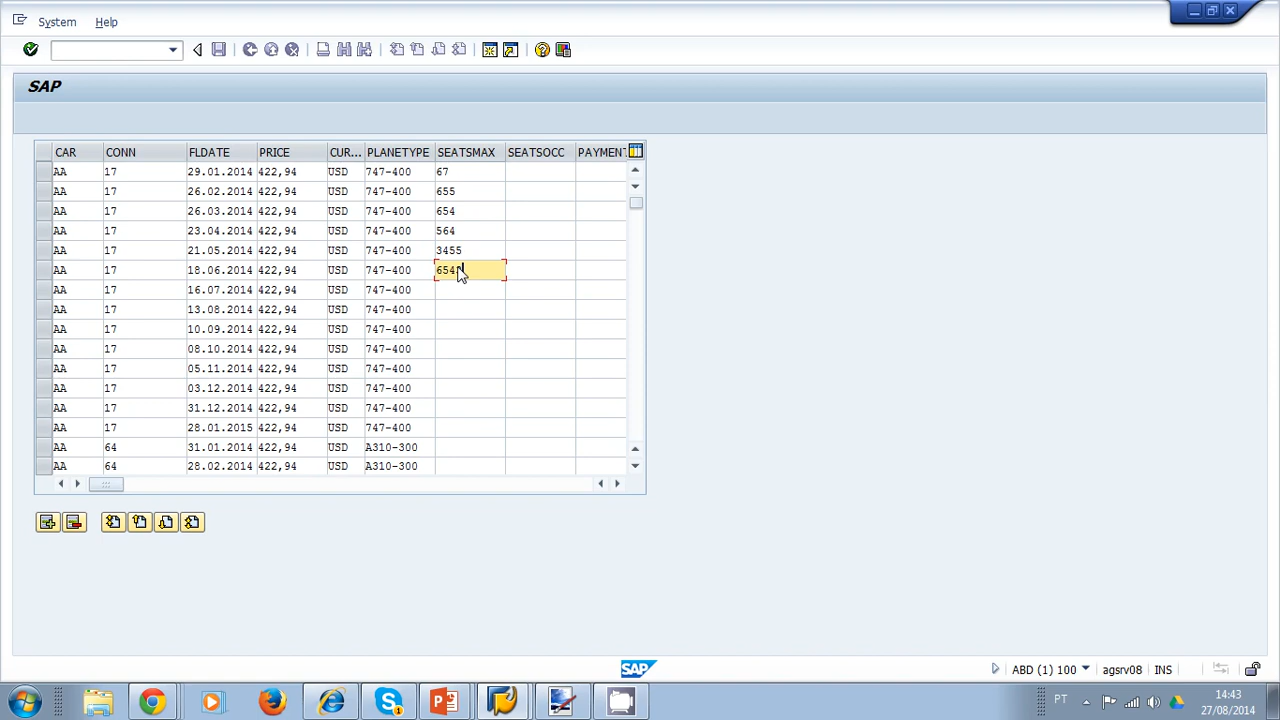 System Help
SAP
CAR CONN FLDATE PRICE CUR... PLANETYPE SEATSMAX SEATSOCC PAYMENT
AA 17 29.01.2014 422,94 USD 747-400 67
AA 17 26.02.2014 422,94 USD 747-400 655
AA 17 26.03.2014 422,94 USD 747-400 654
AA 17 23.04.2014 422,94 USD 747-400 564
AA 17 21.05.2014 422,94 USD 747-400 3455
AA 17 18.06.2014 422,94 USD 747-400
AA 17 16.07.2014 422,94 USD 747-400
AA 17 13.08.2014 422,94 USD 747-400
AA 17 10.09.2014 422,94 USD 747-400
AA 17 08.10.2014 422,94 USD 747-400
AA 17 05.11.2014 422,94 USD 747-400
AA 17 03.12.2014 422,94 USD 747-400
AA 17 31.12.2014 422,94 USD 747-400
AA 17 28.01.2015 422,94 USD 747-400
AA 64 31.01.2014 422,94 USD A310-300
AA 64 28.02.2014 422,94 USD A310-300
SAP ABD (1) 100 agsrv08 INS
PT 14:43
27/08/2014